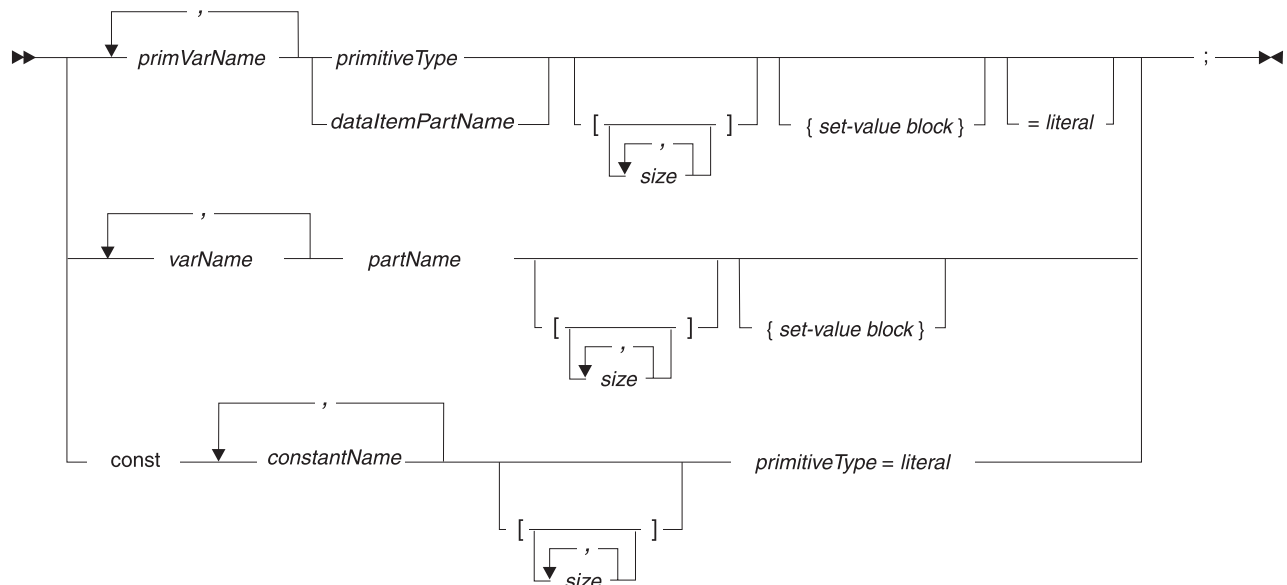 ,
primVarName primitiveType ;
dataItemPartName [ ] { set-value block } = literal
,
size
,
varName partName
[ ] { set-value block }
,
size
,
const constantName primitiveType = literal
[ ]
,
size